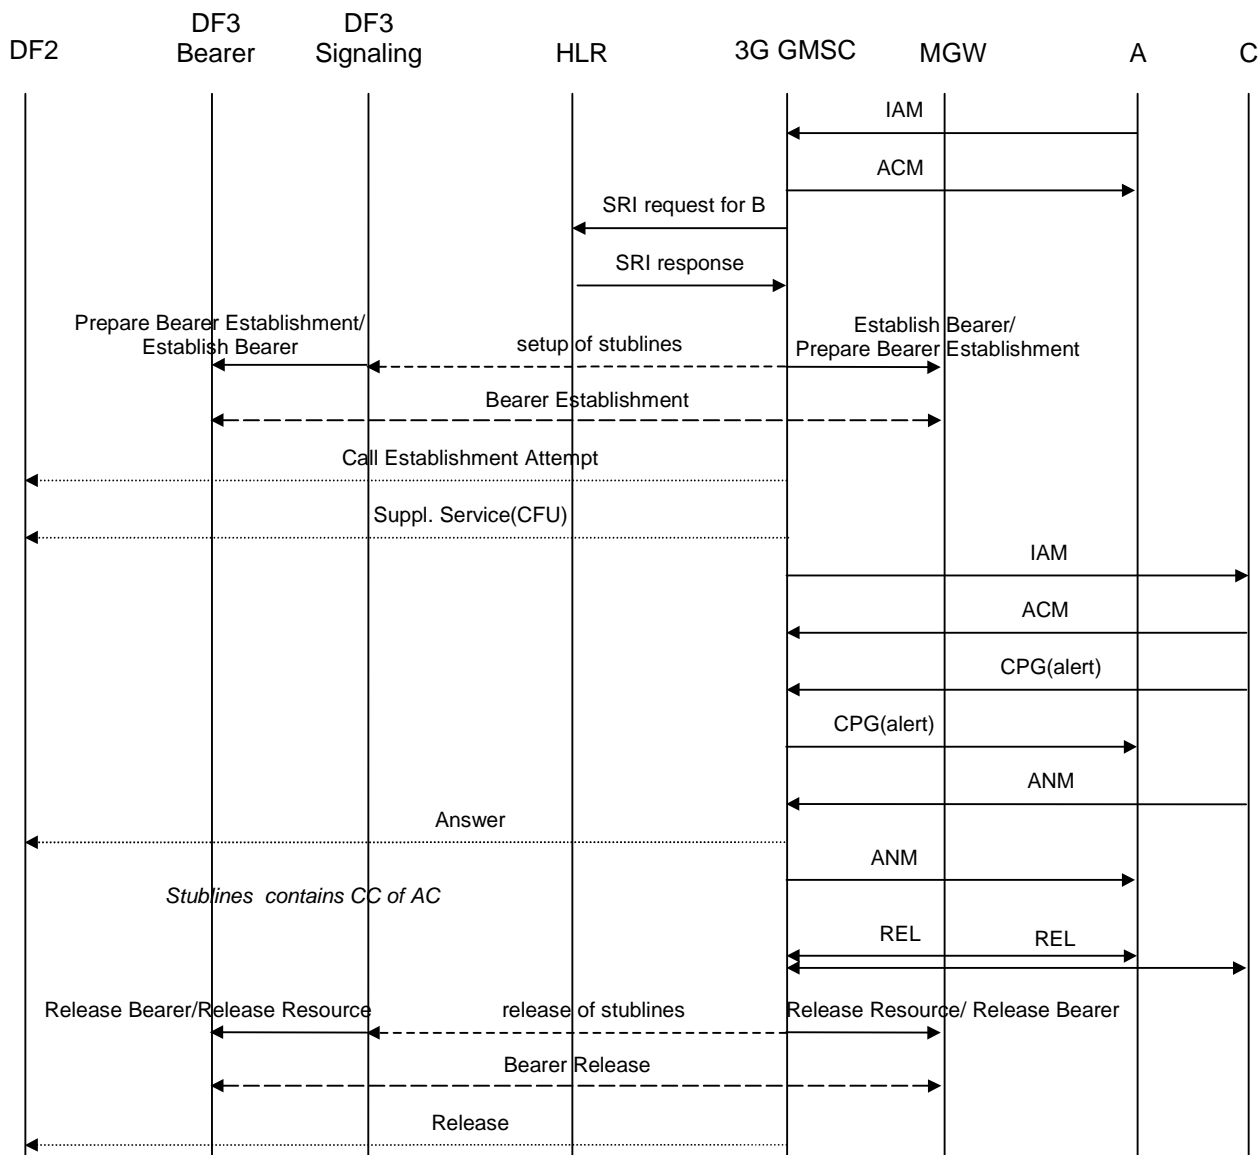 DF2
DF3
Bearer
DF3
Signaling
HLR
3G GMSC
MGW
A
C
IAM
ACM
SRI request for B
SRI response
Prepare Bearer Establishment/
Establish Bearer
setup of stublines
Establish Bearer/
Prepare Bearer Establishment
Bearer Establishment
Call Establishment Attempt
Suppl. Service(CFU)
IAM
ACM
CPG(alert)
CPG(alert)
ANM
Answer
ANM
Stublines contains CC of AC
REL
REL
Release Bearer/Release Resource
release of stublines
Release Resource/ Release Bearer
Bearer Release
Release